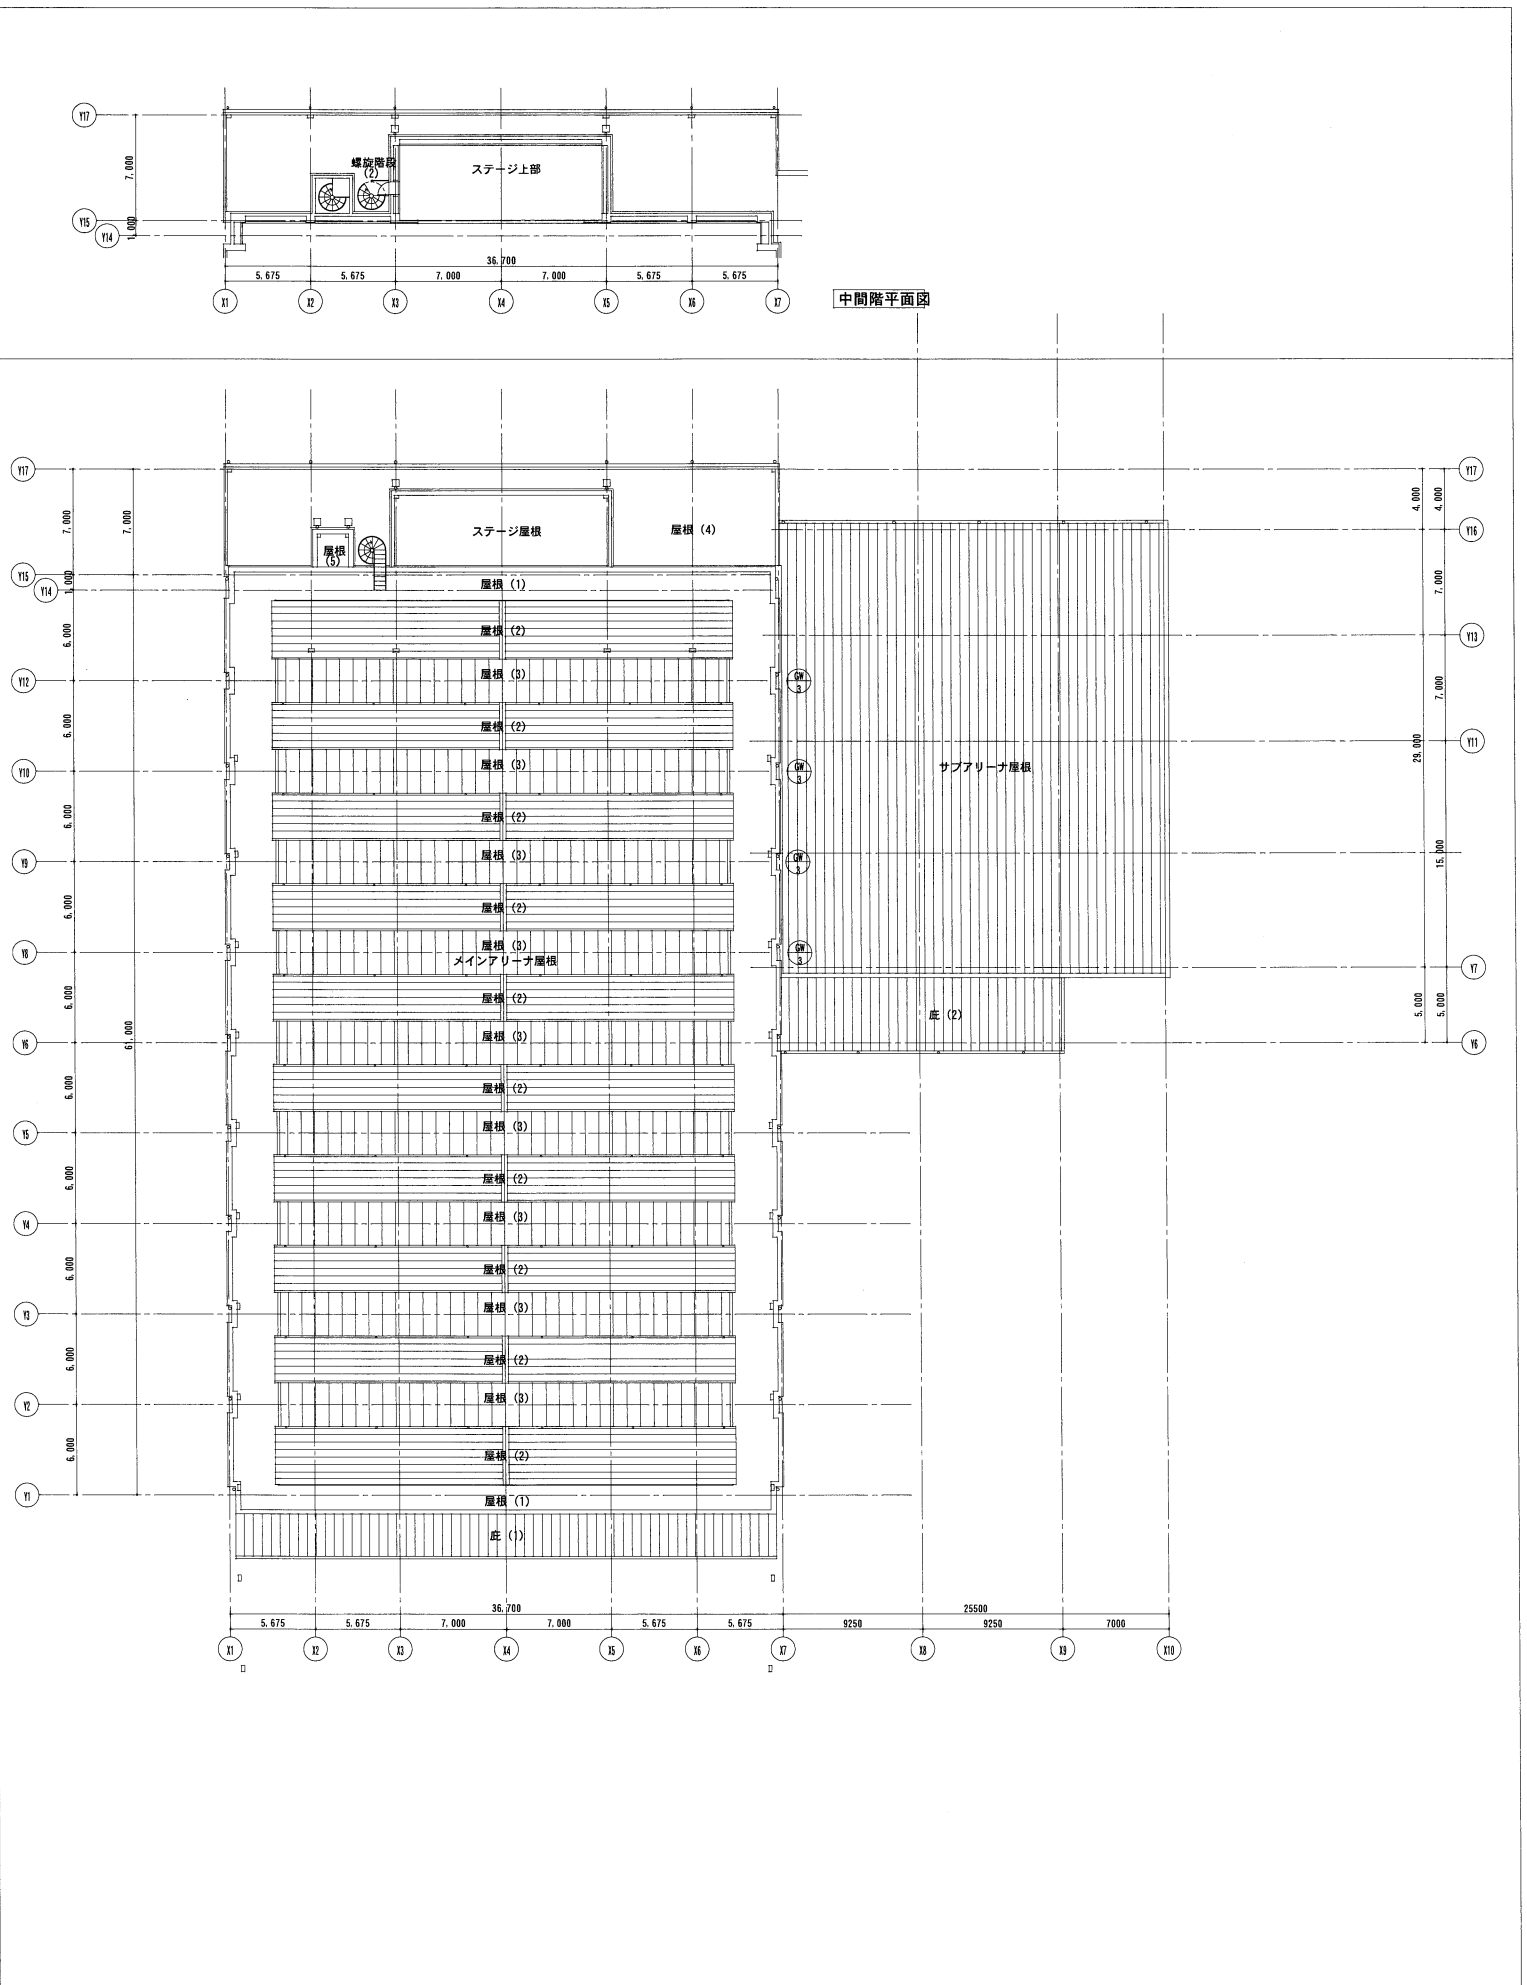 Y17
7,000
螺旋階段
(2)
ステージ上部
Y15
Y14
1,000
36,700
5,675
5,675
7,000
7,000
5,675
5,675
X1
X2
X3
X4
X5
X6
X7
中間階平面図
Y17
Y17
7,000
7,000
4,000
4,000
ステージ屋根
屋根(4)
Y16
屋根
(5)
Y15
1,000
屋根(1)
Y14
7,000
6,000
屋根(2)
Y13
屋根(3)
Y12
GW
3
7,000
6,000
屋根(2)
Y11
29,000
屋根(3)
サブアリーナ屋根
Y10
GW
3
6,000
屋根(2)
屋根(3)
15,000
Y9
GW
3
6,000
屋根(2)
屋根(3)
Y8
GW
3
メインアリーナ屋根
Y7
6,000
屋根(2)
5,000
5,000
庇(2)
61,000
屋根(3)
Y6
Y6
6,000
屋根(2)
屋根(3)
Y5
6,000
屋根(2)
屋根(3)
Y4
6,000
屋根(2)
屋根(3)
Y3
6,000
屋根(2)
屋根(3)
Y2
6,000
屋根(2)
Y1
屋根(1)
庇(1)
36,700
25500
5,675
5,675
7,000
7,000
5,675
5,675
9250
9250
7000
X1
X2
X3
X4
X5
X6
X7
X8
X9
X10